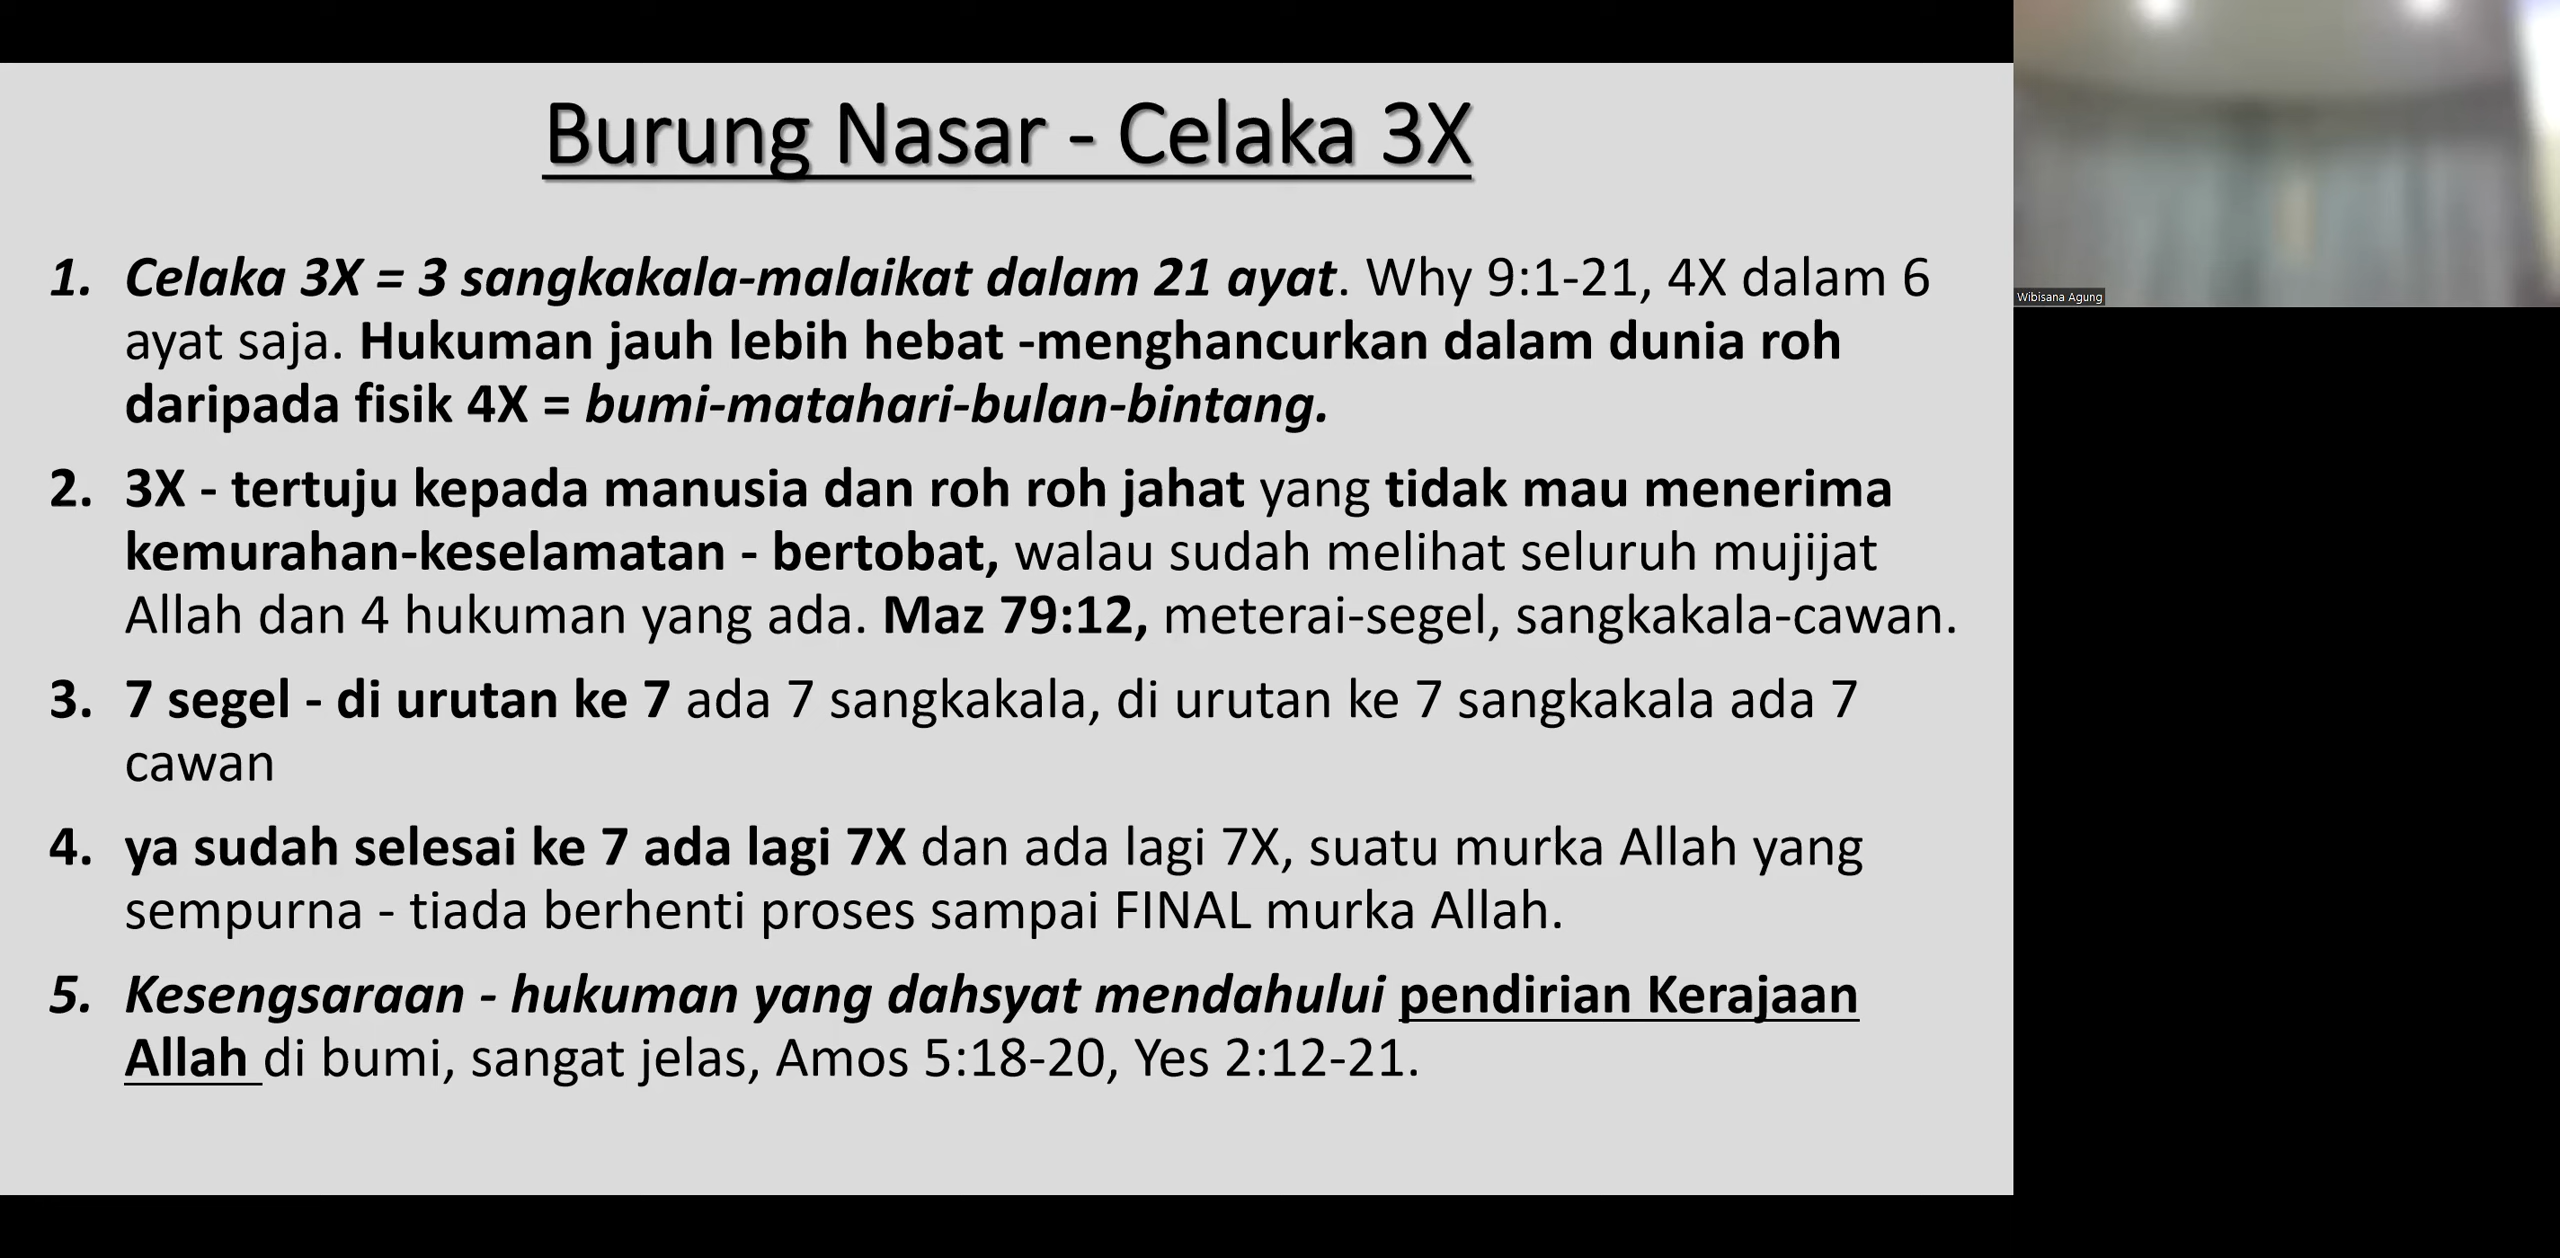 Burung Nasar - Celaka 3X
1. Celaka 3X = 3 sangkakala-malaikat dalam 21 ayat. Why 9:1-21, 4X dalam 6
ayat saja. Hukuman jauh lebih hebat -menghancurkan dalam dunia roh
daripada fisik 4X = bumi-matahari-bulan-bintang.
2. 3X - tertuju kepada manusia dan roh roh jahat yang tidak mau menerima
kemurahan-keselamatan - bertobat, walau sudah melihat seluruh mujijat
Allah dan 4 hukuman yang ada. Maz 79:12, meterai-segel, sangkakala-cawan.
3. 7 segel - di urutan ke 7 ada 7 sangkakala, di urutan ke 7 sangkakala ada 7
cawan
4. ya sudah selesai ke 7 ada lagi 7X dan ada lagi 7X, suatu murka Allah yang
sempurna - tiada berhenti proses sampai FINAL murka Allah.
5. Kesengsaraan - hukuman yang dahsyat mendahului pendirian Kerajaan
Allah di bumi, sangat jelas, Amos 5:18-20, Yes 2:12-21.
Wibisana Agung